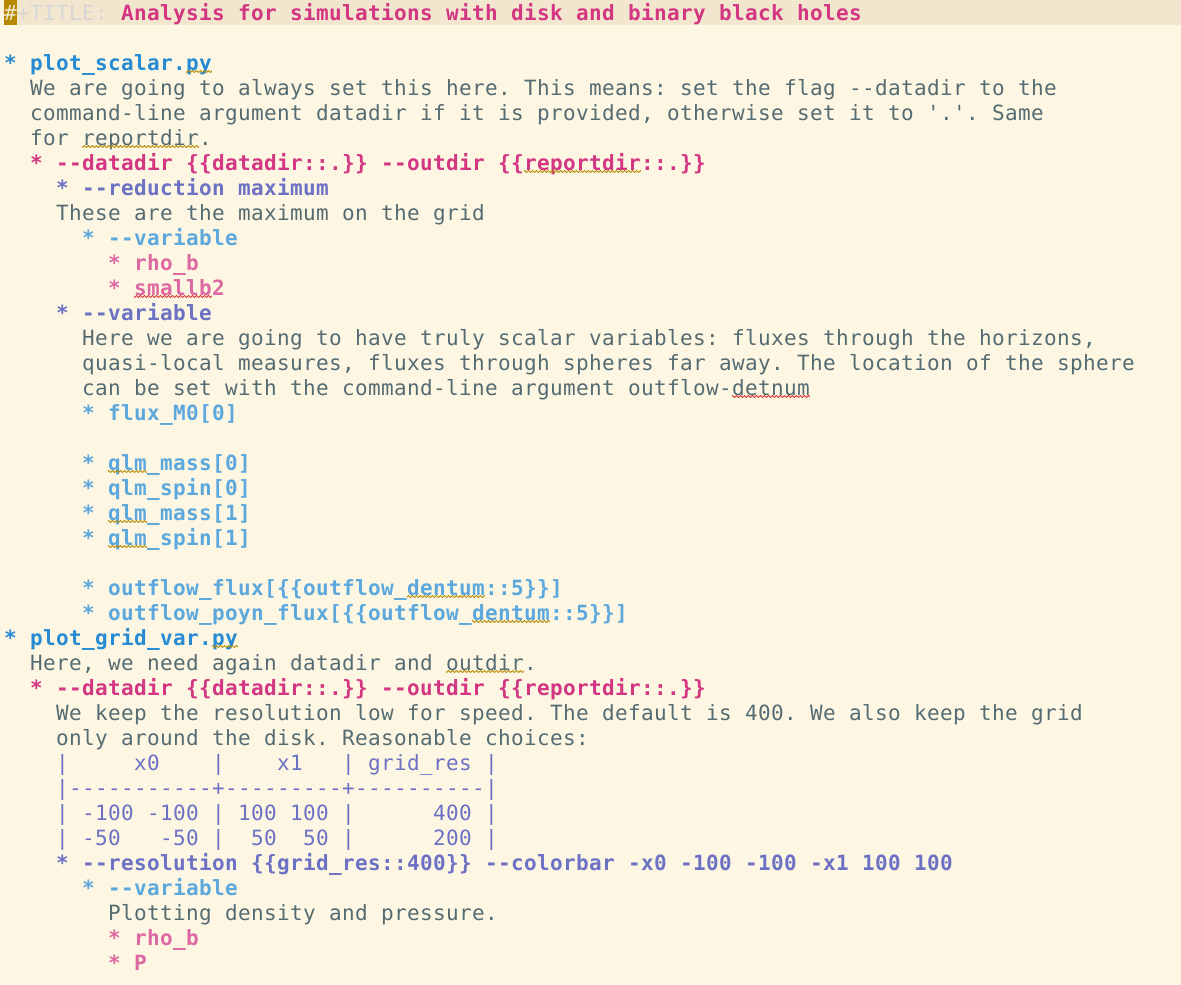 #+TITLE: Analysis for simulations with disk and binary black holes

* plot_scalar.py
  We are going to always set this here. This means: set the flag --datadir to the
  command-line argument datadir if it is provided, otherwise set it to '.'. Same
  for reportdir.
  * --datadir {{datadir::.}} --outdir {{reportdir::.}}
    * --reduction maximum
    These are the maximum on the grid
      * --variable
        * rho_b
        * smallb2
    * --variable
      Here we are going to have truly scalar variables: fluxes through the horizons,
      quasi-local measures, fluxes through spheres far away. The location of the sphere
      can be set with the command-line argument outflow-detnum
      * flux_M0[0]

      * qlm_mass[0]
      * qlm_spin[0]
      * qlm_mass[1]
      * qlm_spin[1]

      * outflow_flux[{{outflow_dentum::5}}]
      * outflow_poyn_flux[{{outflow_dentum::5}}]
* plot_grid_var.py
  Here, we need again datadir and outdir.
  * --datadir {{datadir::.}} --outdir {{reportdir::.}}
    We keep the resolution low for speed. The default is 400. We also keep the grid
    only around the disk. Reasonable choices:
    |     x0    |    x1   | grid_res |
    |-----------+---------+----------|
    | -100 -100 | 100 100 |      400 |
    | -50   -50 |  50  50 |      200 |
    * --resolution {{grid_res::400}} --colorbar -x0 -100 -100 -x1 100 100
      * --variable
        Plotting density and pressure.
        * rho_b
        * P